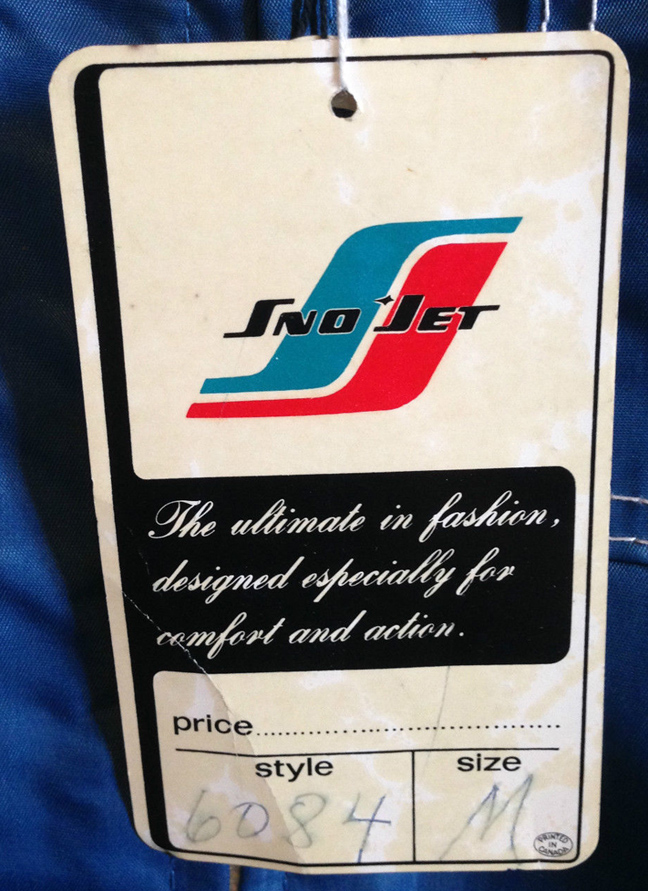 SNO JET
The ultimate in fashion,
designed especially for
comfort and action.
price..........................................
style
size
6084
M
PRINTED
IN
CANADA